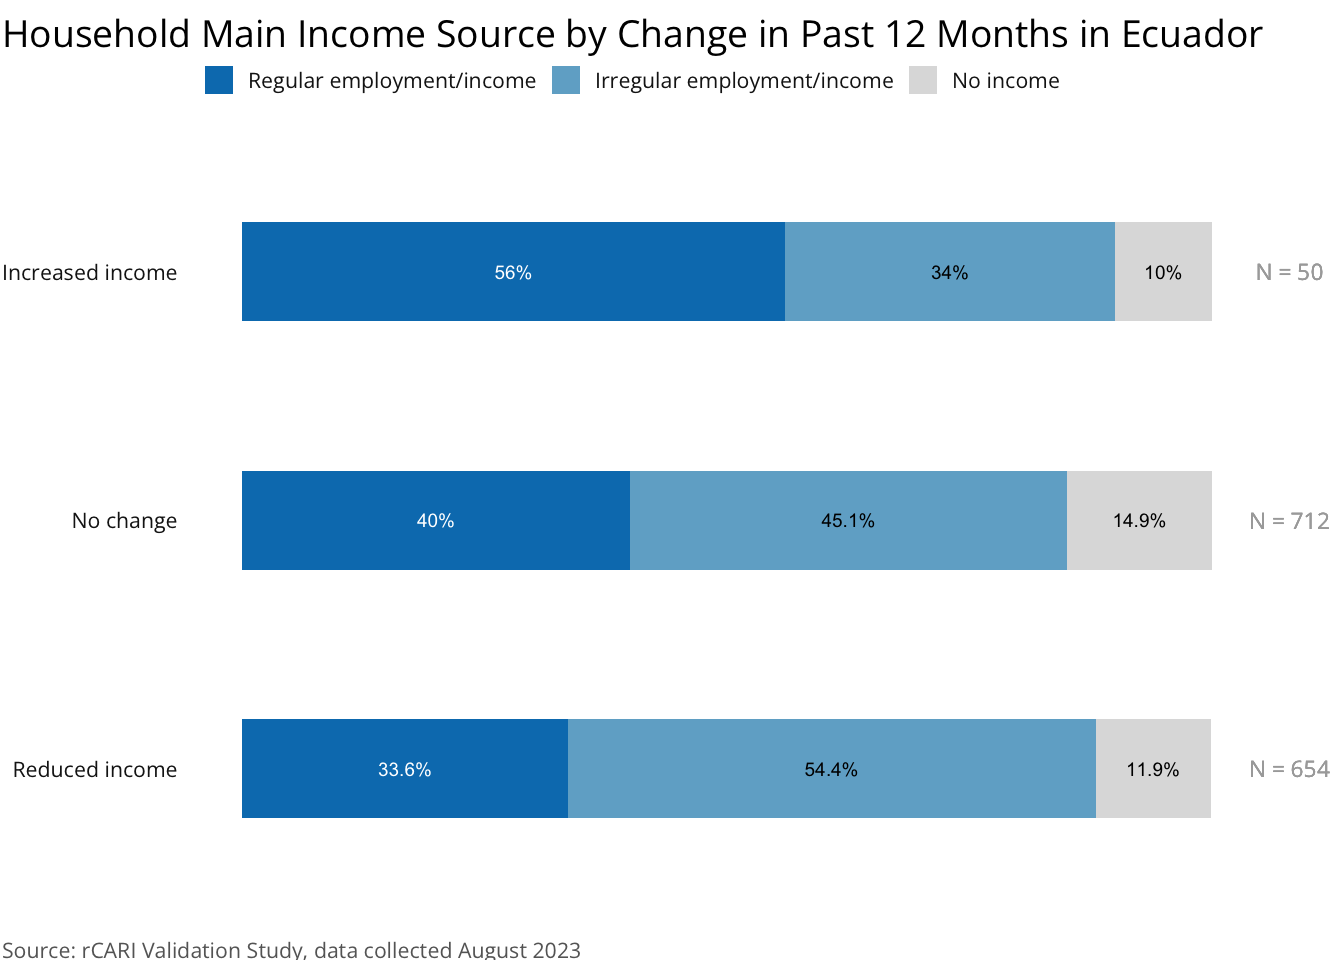 Household Main Income Source by Change in Past 12 Months in Ecuador
Regular employment/income Irregular employment/income No income
Increased income 56% 34% 10% N = 50
No change 40% 45.1% 14.9% N = 712
Reduced income 33.6% 54.4% 11.9% N = 654
Source: rCARI Validation Study, data collected August 2023